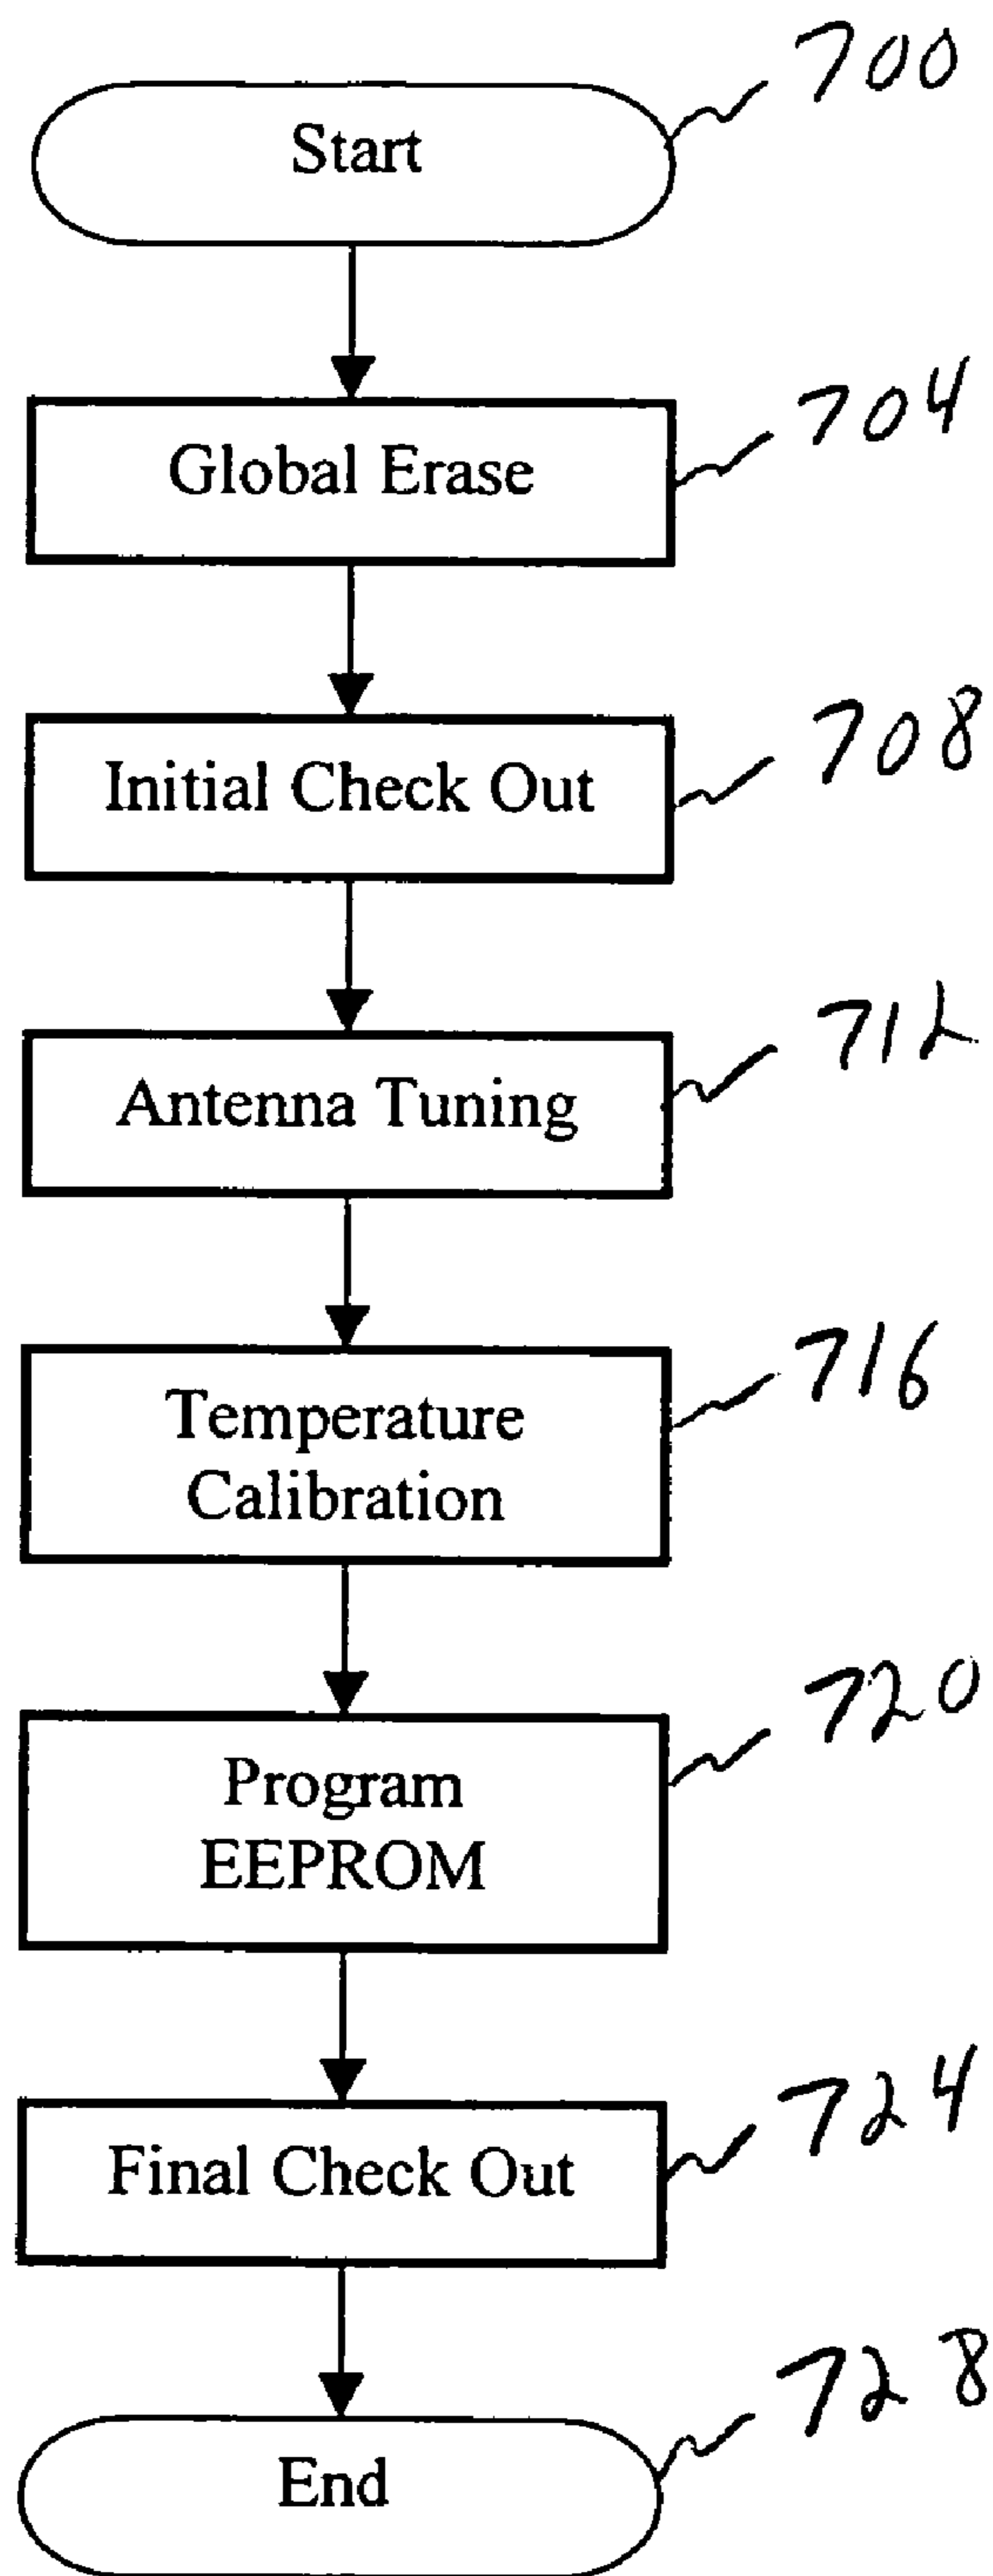 700
Start
704
Global Erase
708
Initial Check Out
712
Antenna Tuning
716
Temperature
Calibration
720
Program
EEPROM
724
Final Check Out
728
End